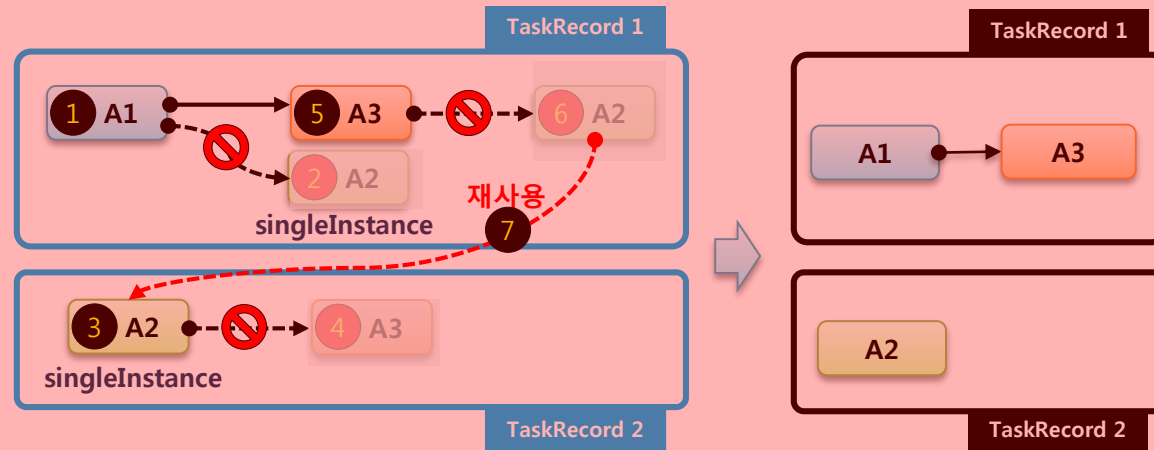 TaskRecord 1
1 A1
5 A3
6 A2
2 A2
singleInstance
재사용
7
3 A2
4 A3
singleInstance
TaskRecord 2
TaskRecord 1
A1
A3
A2
TaskRecord 2